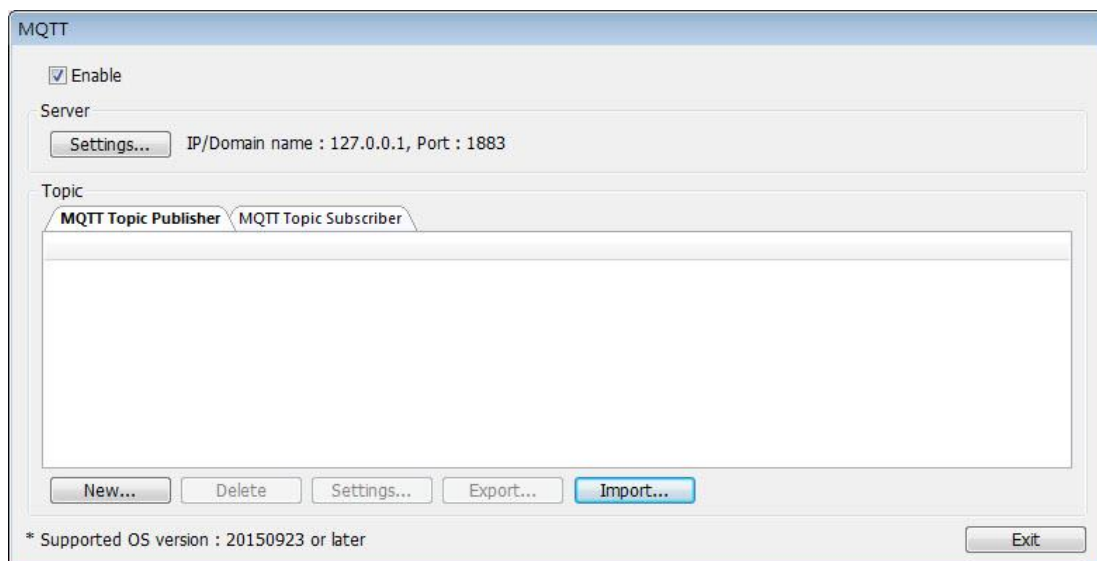 MQTT
Enable
Server
Settings... IP/Domain name : 127.0.0.1, Port : 1883
Topic
MQTT Topic Publisher MQTT Topic Subscriber
New... Delete Settings... Export... Import...
* Supported OS version : 20150923 or later Exit